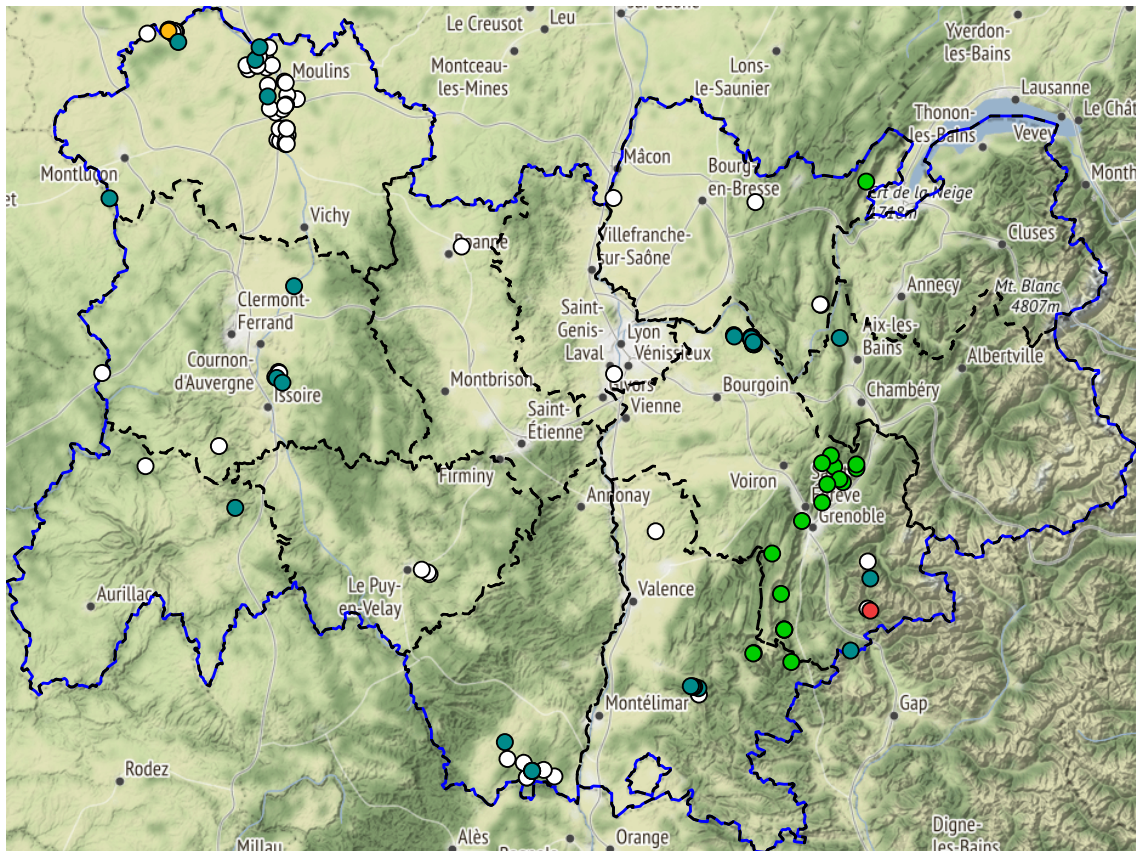 Le Creusot
Leu
Yverdon-
les-Bains
Montceau-
les-Mines
Lons-
le-Saunier
Moulins
Lausanne
Thonon-
les-Bains
Vevey
Le Chât
Mâcon
Montluçon
Bourg-
en-Bresse
Month
et
rt de la Neige
1718m
Vichy
Roanne
Villefranche-
sur-Saône
Cluses
Clermont-
Ferrand
Annecy
Mt. Blanc
4807m
Saint-
Genis-
Laval
Lyon
Vénissieux
Aix-les-
Bains
Albertville
Cournon-
d'Auvergne
Issoire
Montbrison
Bourgoin
Chambéry
Vienne
Saint-
Étienne
Firminy
Voiron
Annonay
Grenoble
Aurillac
Le Puy-
en-Velay
Valence
Montélimar
Gap
Rodez
Alès
Orange
Digne-
les-Bains
Millau